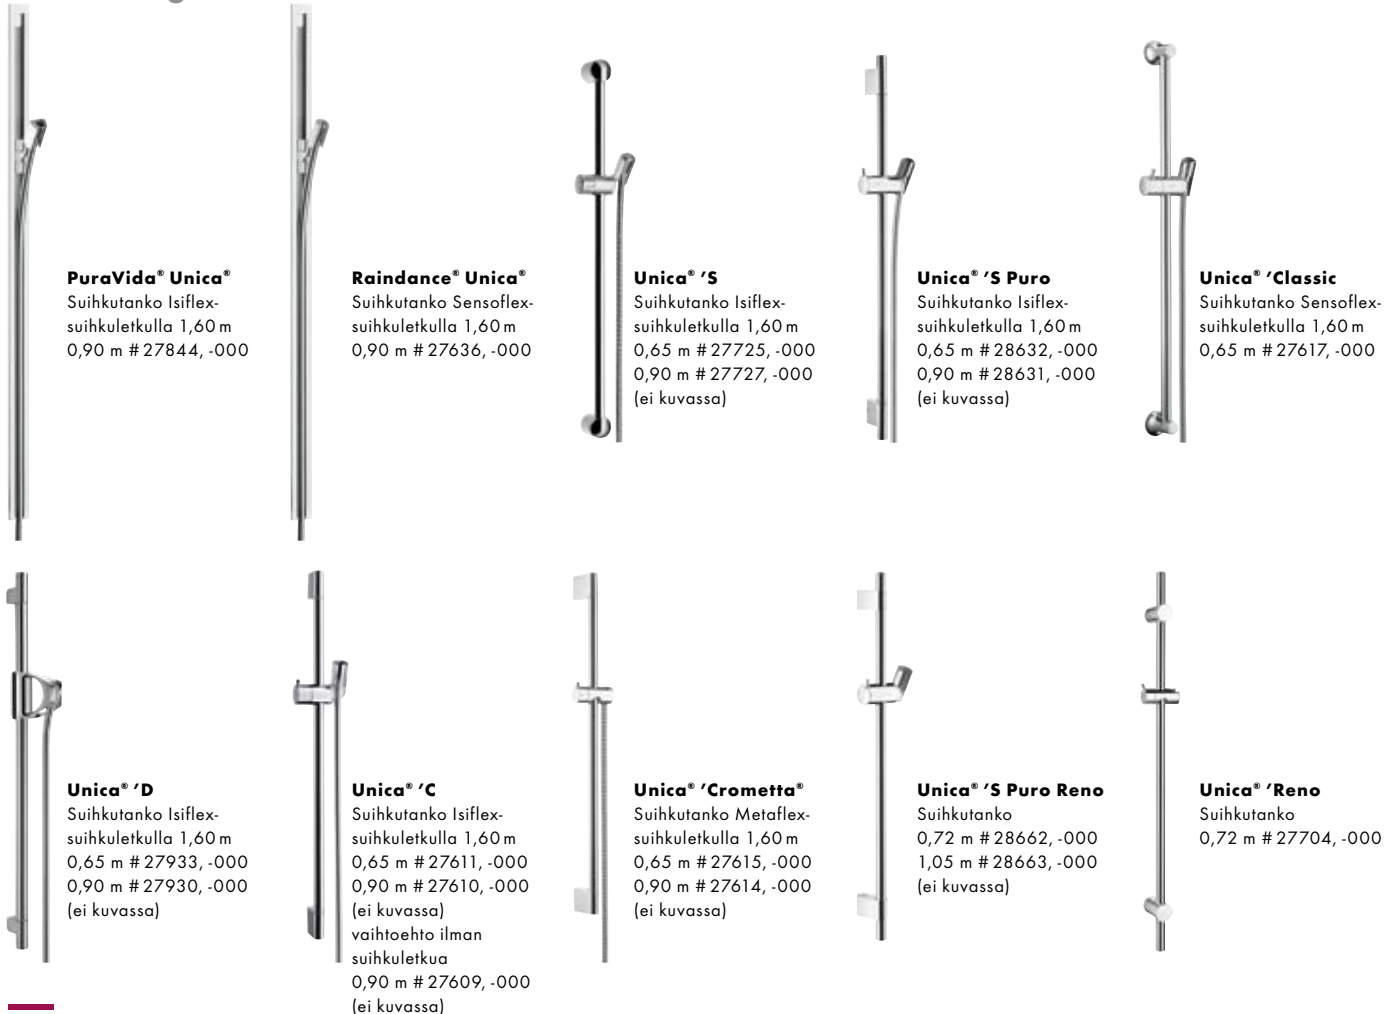 PuraVida® Unica®
Suihkutanko Isiflex-
suihkuletkulla 1,60 m
0,90 m # 27844, -000
Raindance® Unica®
Suihkutanko Sensoflex-
suihkuletkulla 1,60 m
0,90 m # 27636, -000
Unica® ’S
Suihkutanko Isiflex-
suihkuletkulla 1,60 m
0,65 m # 27725, -000
0,90 m # 27727, -000
(ei kuvassa)
Unica® ’S Puro
Suihkutanko Isiflex-
suihkuletkulla 1,60 m
0,65 m # 28632, -000
0,90 m # 28631, -000
(ei kuvassa)
Unica® ’Classic
Suihkutanko Sensoflex-
suihkuletkulla 1,60 m
0,65 m # 27617, -000
Unica® ’D
Suihkutanko Isiflex-
suihkuletkulla 1,60 m
0,65 m # 27933, -000
0,90 m # 27930, -000
(ei kuvassa)
Unica® ’C
Suihkutanko Isiflex-
suihkuletkulla 1,60 m
0,65 m # 27611, -000
0,90 m # 27610, -000
(ei kuvassa)
vaihtoehto ilman
suihkuletkua
0,90 m # 27609, -000
(ei kuvassa)
Unica® ’Crometta®
Suihkutanko Metaflex-
suihkuletkulla 1,60 m
0,65 m # 27615, -000
0,90 m # 27614, -000
(ei kuvassa)
Unica® ’S Puro Reno
Suihkutanko
0,72 m # 28662, -000
1,05 m # 28663, -000
(ei kuvassa)
Unica® ’Reno
Suihkutanko
0,72 m # 27704, -000